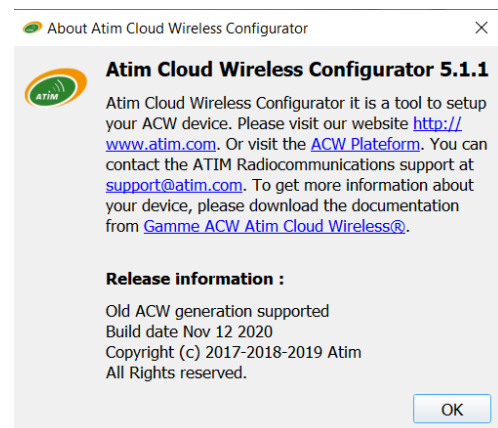 About Atim Cloud Wireless Configurator
ATIM
Atim Cloud Wireless Configurator 5.1.1
Atim Cloud Wireless Configurator it is a tool to setup
your ACW device. Please visit our website http://
www.atim.com. Or visit the ACW Plateform. You can
contact the ATIM Radiocommunications support at
support@atim.com. To get more information about
your device, please download the documentation
from Gamme ACW Atim Cloud Wireless®.
Release information :
Old ACW generation supported
Build date Nov 12 2020
Copyright (c) 2017-2018-2019 Atim
All Rights reserved.
OK